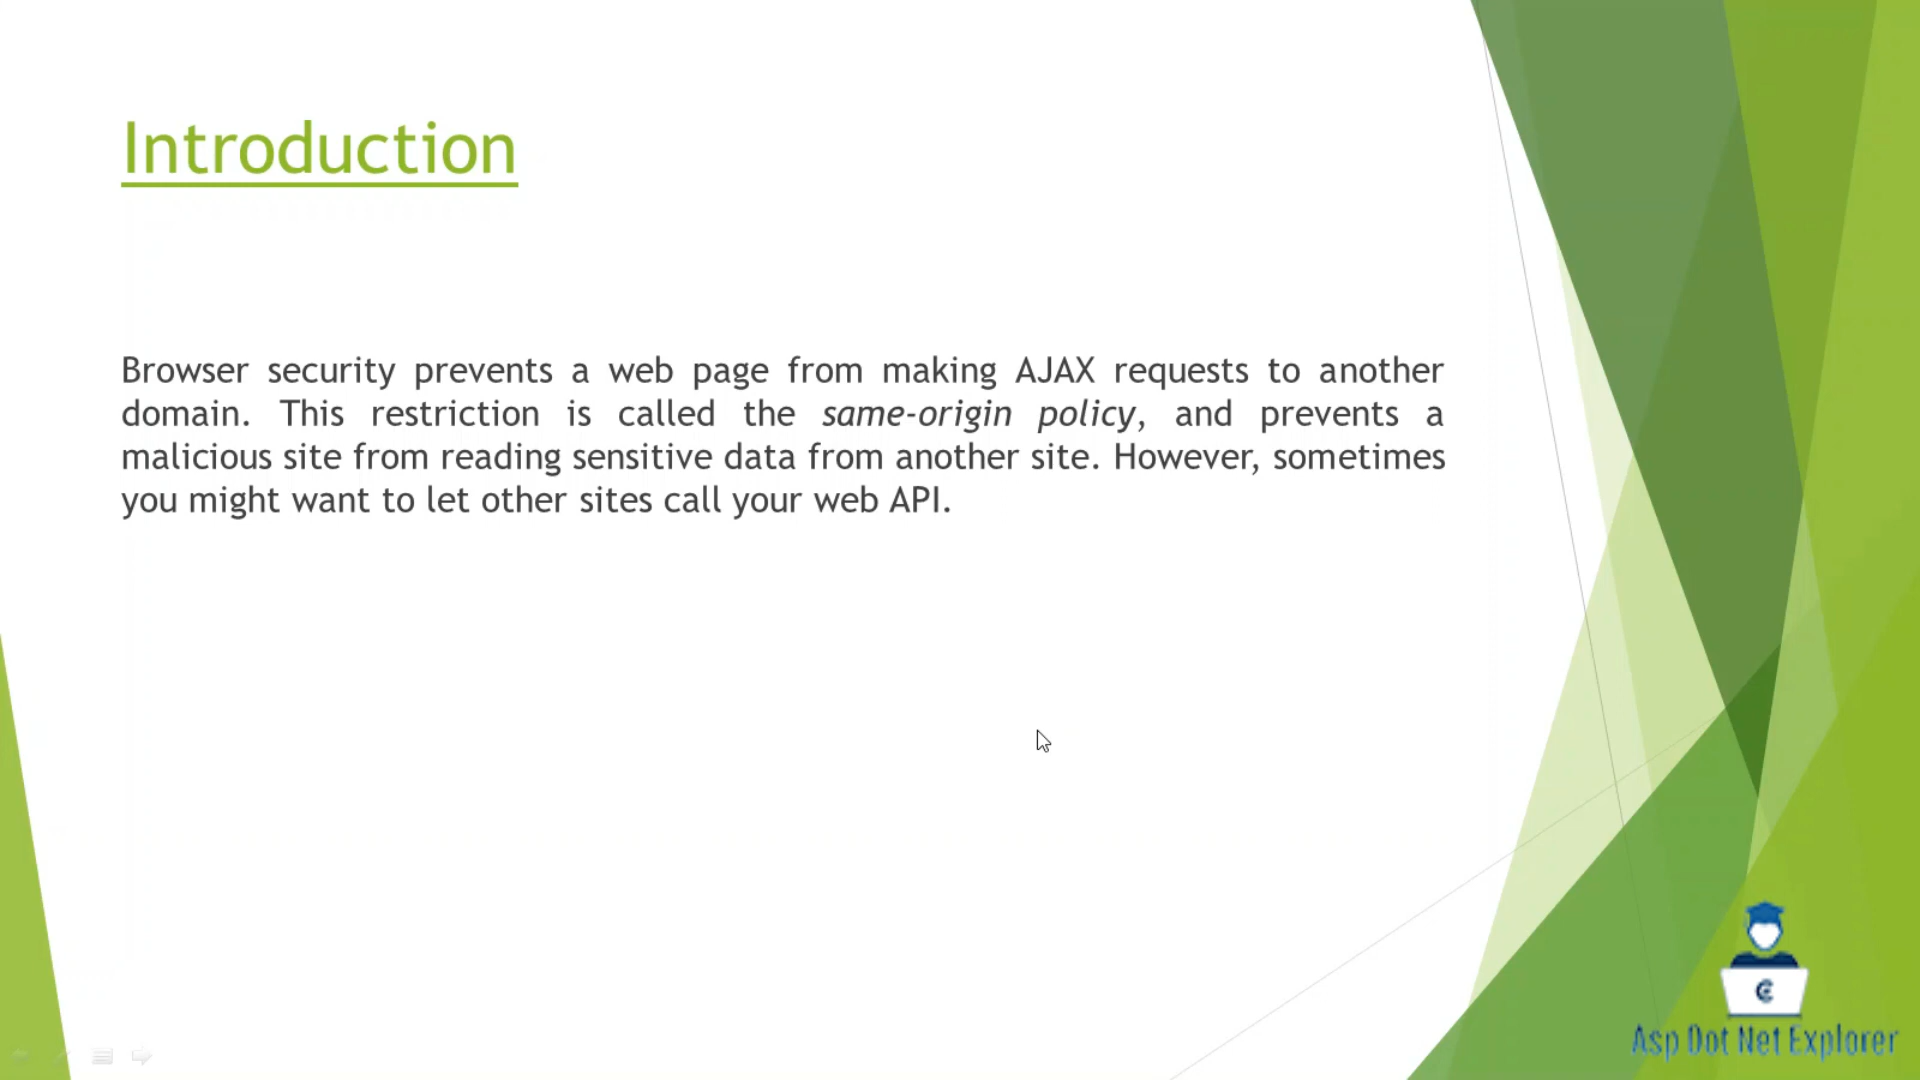 Introduction
Browser security prevents a web page from making AJAX requests to another
domain. This restriction is called the same-origin policy, and prevents a
malicious site from reading sensitive data from another site. However, sometimes
you might want to let other sites call your web API.
Asp Dot Net Explorer